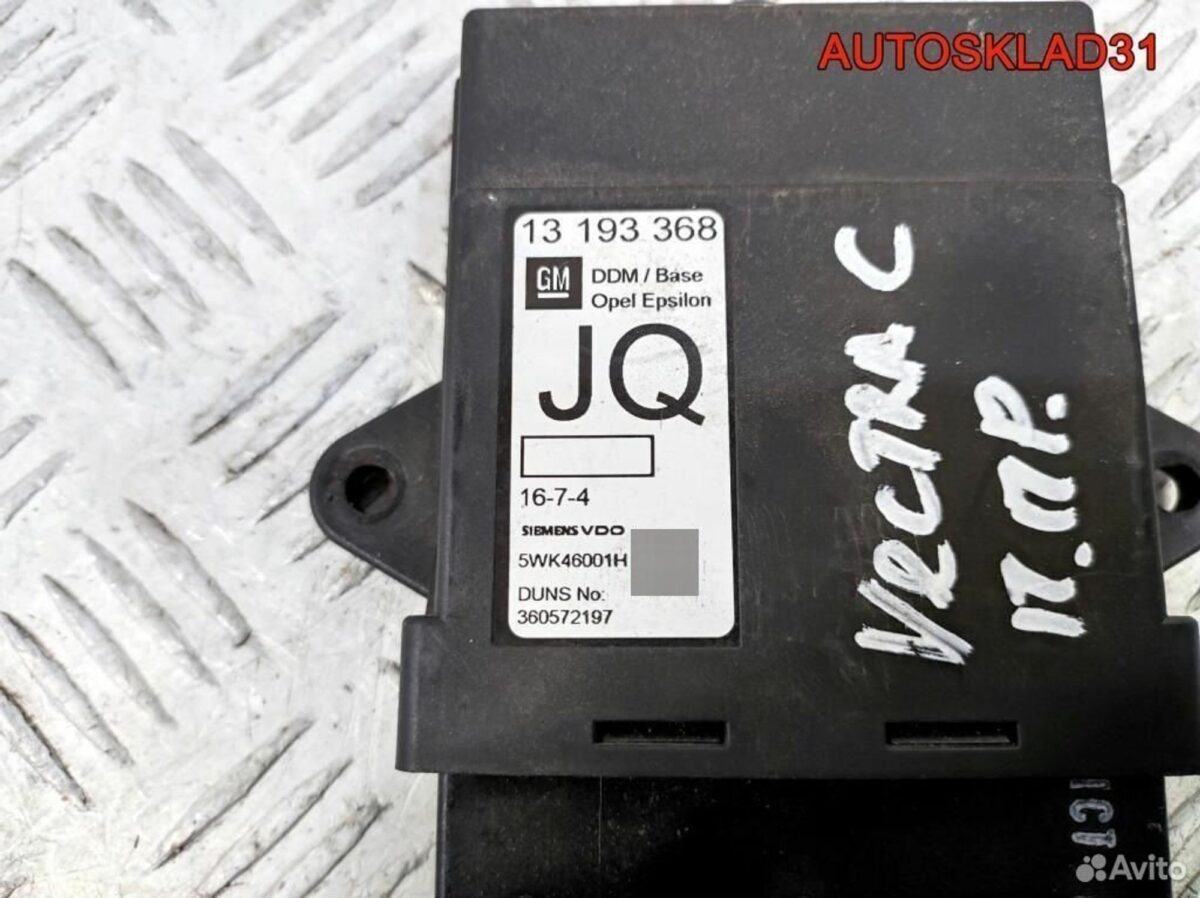 AUTOSKLAD31
13 193 368
GM
DDM / Base
Opel Epsilon
JQ
16-7-4
SIEMENS VDO
5WK46001H
DUNS No:
360572197
VECTRA C
Avito